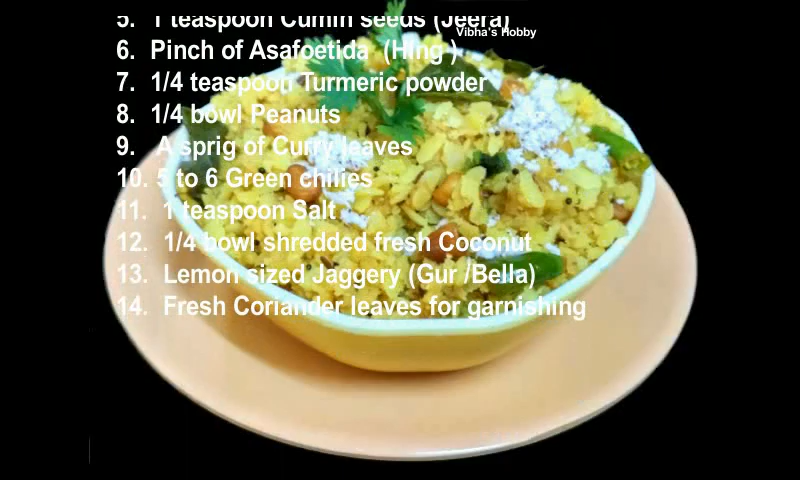 5. 1 teaspoon Cumin seeds (Jeera)
Vibha's Hobby
6. Pinch of Asafoetida (Hing )
7. 1/4 teaspoon Turmeric powder
8. 1/4 bowl Peanuts
9. A sprig of Curry leaves
10. 5 to 6 Green chilies
11. 1 teaspoon Salt
12. 1/4 bowl shredded fresh Coconut
13. Lemon sized Jaggery (Gur /Bella)
14. Fresh Coriander leaves for garnishing